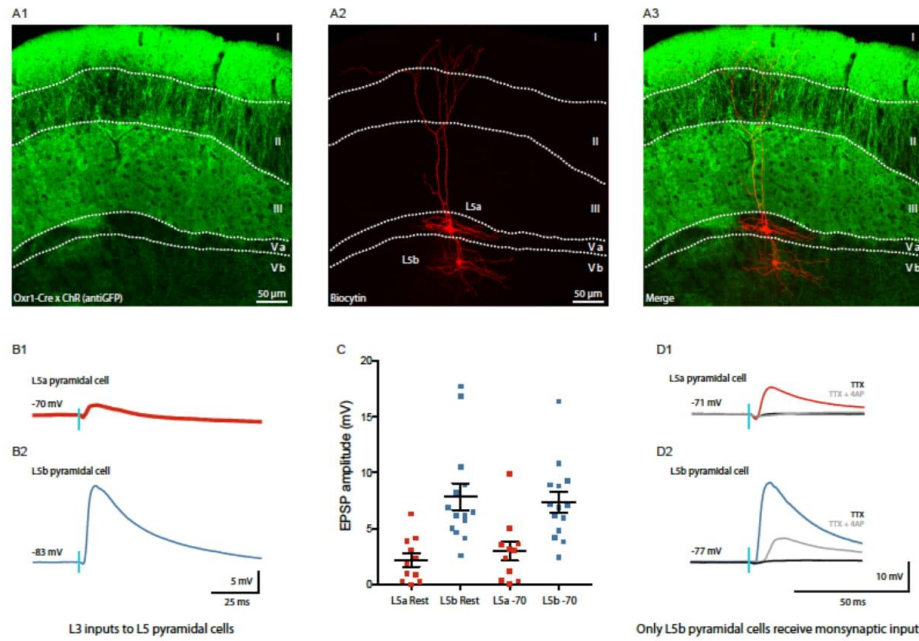 A1
A2
A3
I
I
I
II
II
II
III
III
III
L5a
Va
Va
Va
Vb
Vb
Vb
L5b
Oxr1-Cre x ChR (antiGFP)
50 µm
Biocytin
50 µm
Merge
50 µm
B1
L5a pyramidal cell
-70 mV
B2
L5b pyramidal cell
-83 mV
5 mV
25 ms
L3 inputs to L5 pyramidal cells
C
EPSP amplitude (mV)
20
15
10
5
0
L5a Rest
L5b Rest
L5a -70
L5b -70
D1
L5a pyramidal cell
TTX
TTX + 4AP
-71 mV
D2
L5b pyramidal cell
TTX
TTX + 4AP
-77 mV
10 mV
50 ms
Only L5b pyramidal cells receive monsynaptic input